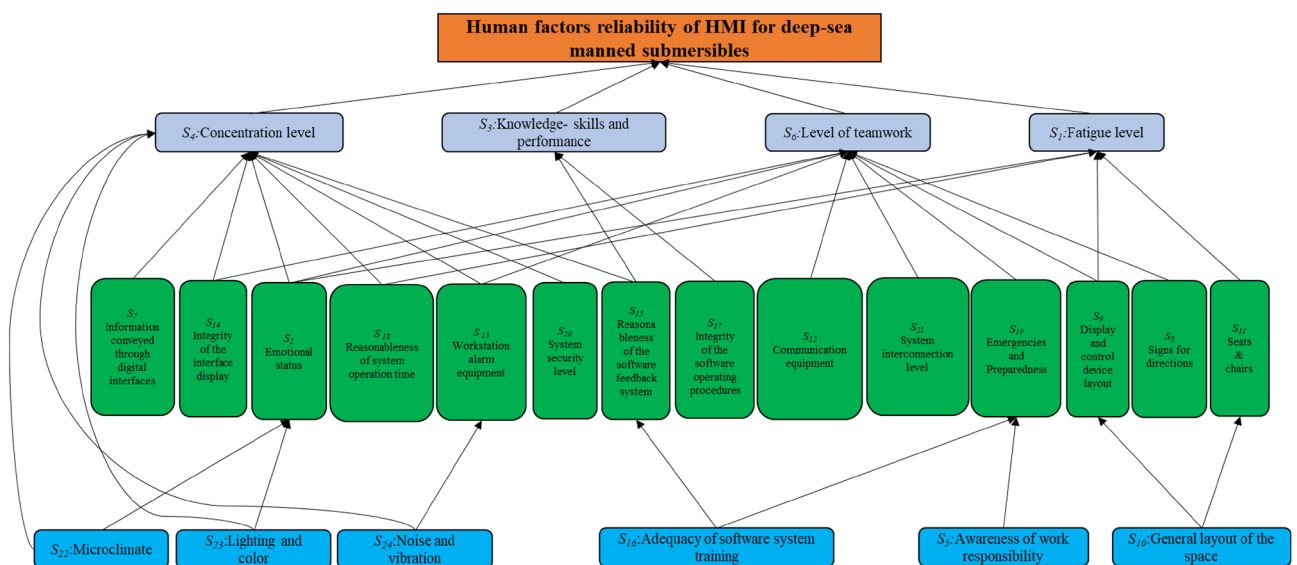 Human factors reliability of HMI for deep-sea
manned submersibles
S4:Concentration level
S3:Knowledge- skills and
performance
S6:Level of teamwork
S1:Fatigue level
S7
Information
conveyed
through
digital
interfaces
S14
Integrity
of the
interface
display
S2
Emotional
status
S18
Reasonableness
of system
operation time
S13
Workstation
alarm
equipment
S20
System
security
level
S15
Reasona
bleness
of the
software
feedback
system
S17
Integrity of
the
software
operating
procedures
S12
Communication
equipment
S21
System
interconnection
level
S19
Emergencies
and
Preparedness
S9
Display
and
control
device
layout
S8
Signs for
directions
S11
Seats
&
chairs
S22:Microclimate
S23:Lighting and
color
S24:Noise and
vibration
S16:Adequacy of software system
training
S5:Awareness of work
responsibility
S10:General layout of the
space